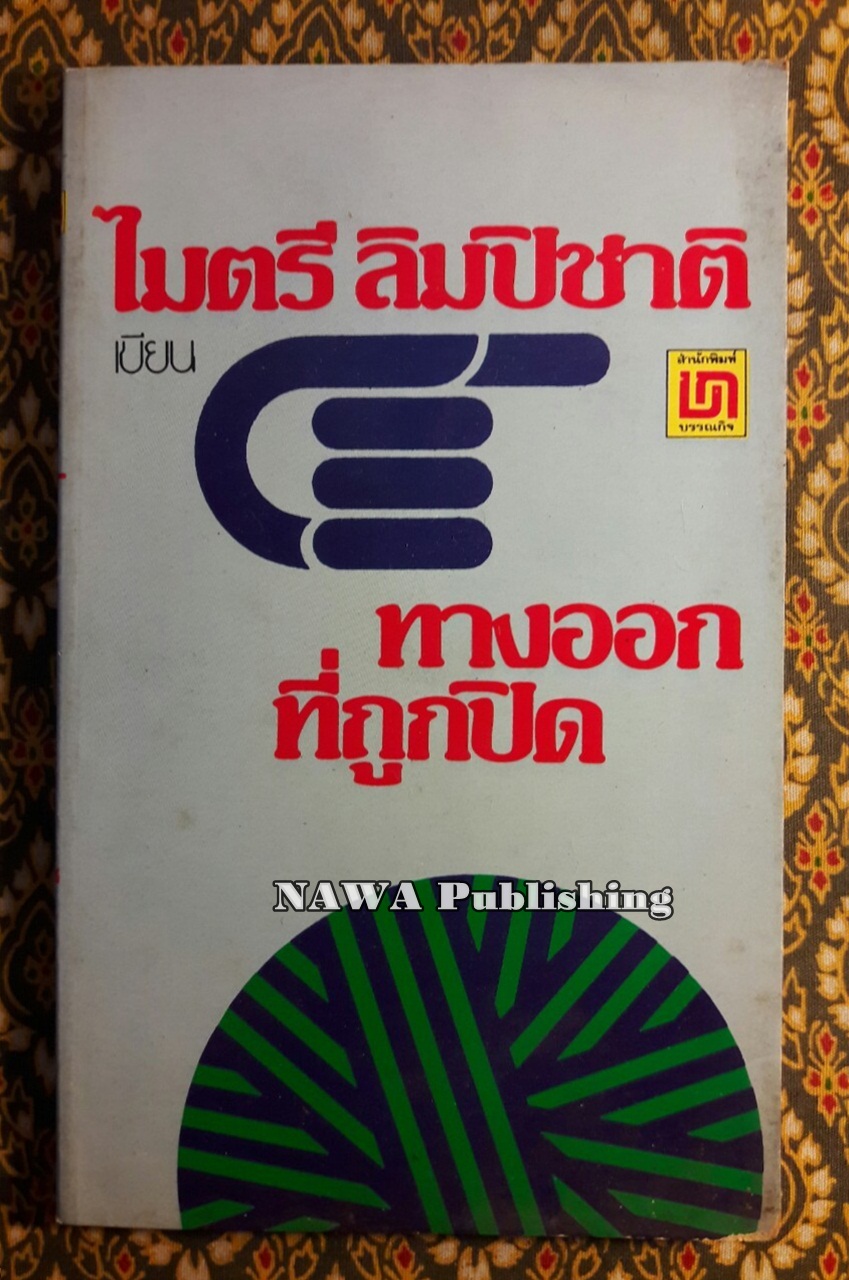 ไมตรี ลิมปิชาติ
เขียน
สำนักพิมพ์
บรรณกิจ
ทางออก
ที่ถูกปิด
NAWA Publishing